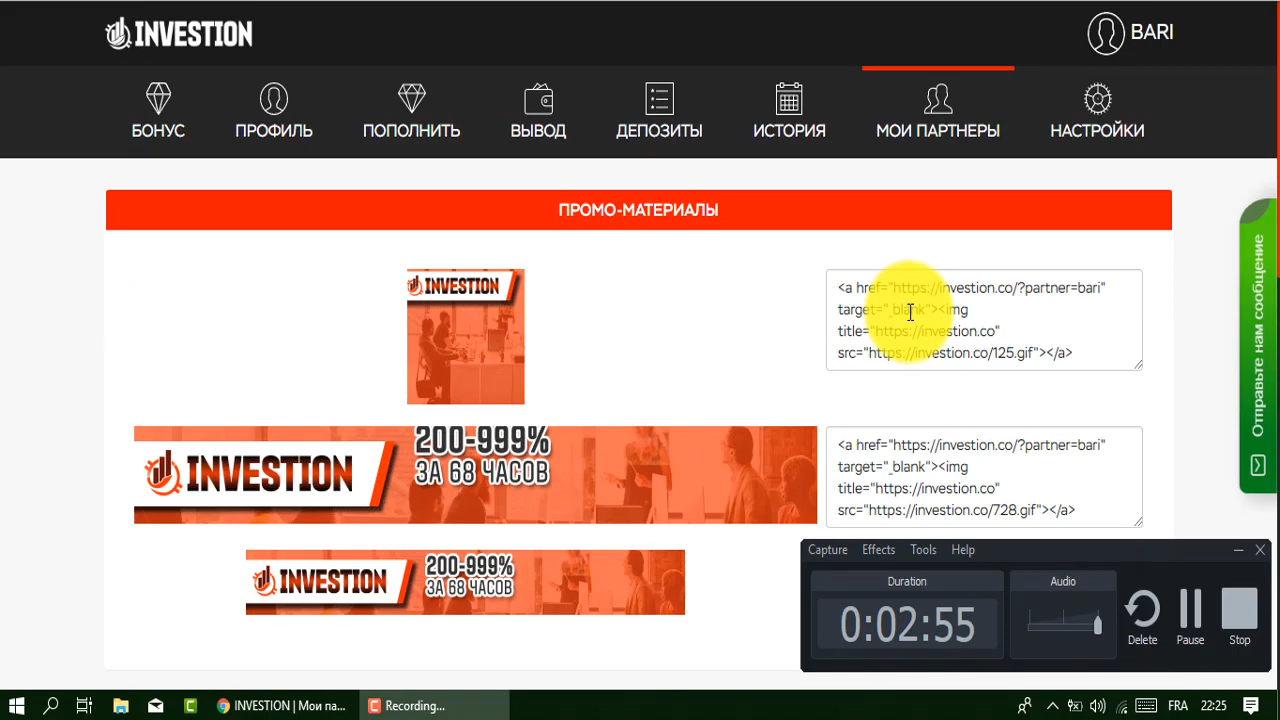 INVESTION
BARI
БОНУС
ПРОФИЛЬ
ПОПОЛНИТЬ
ВЫВОД
ДЕПОЗИТЫ
ИСТОРИЯ
МОИ ПАРТНЕРЫ
НАСТРОЙКИ
ПРОМО-МАТЕРИАЛЫ
INVESTION
<a href="https://investion.co/?partner=bari"
target="_blank"><img
title="https://investion.co"
src="https://investion.co/125.gif"></a>
INVESTION
200-999%
ЗА 68 ЧАСОВ
<a href="https://investion.co/?partner=bari"
target="_blank"><img
title="https://investion.co"
src="https://investion.co/728.gif"></a>
INVESTION
200-999%
ЗА 68 ЧАСОВ
Отправьте нам сообщение
Capture Effects Tools Help
Duration
Audio
0:02:55
Delete
Pause
Stop
INVESTION | Мои па...
Recording...
FRA
22:25